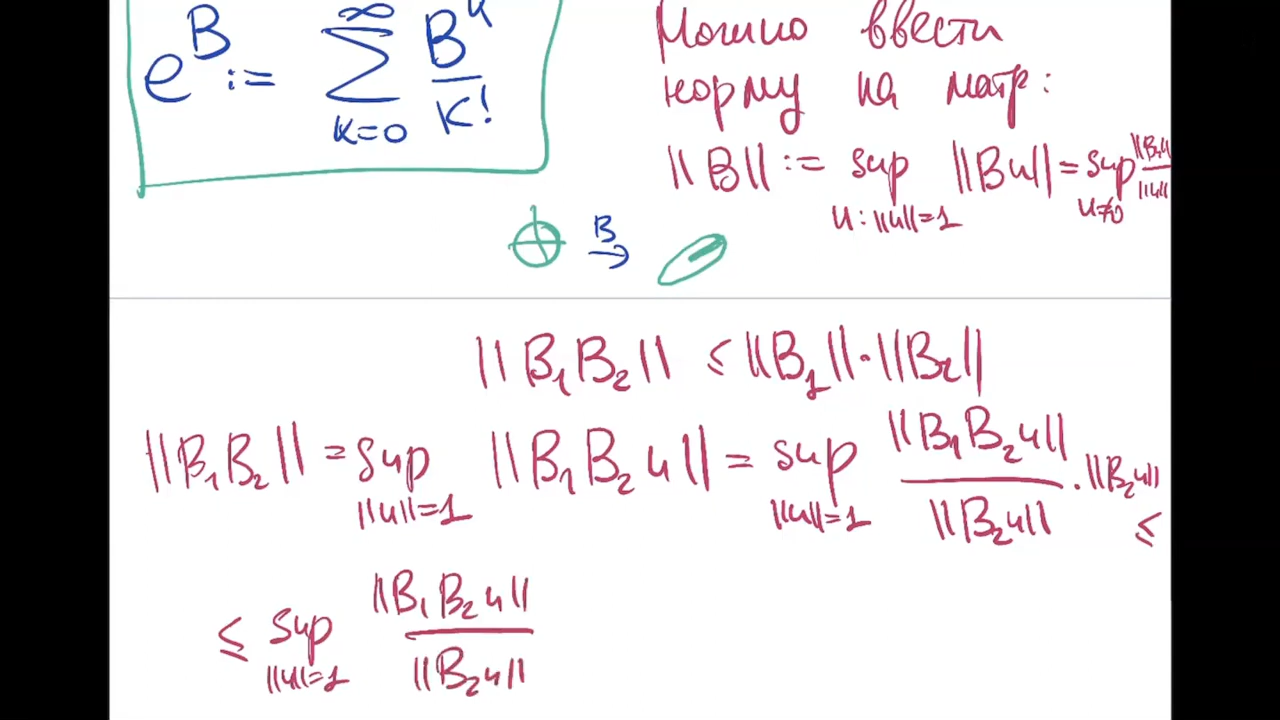 e^B := ∑_{k=0}^{∞} B^k / k!
Можно ввести
норму на матр:
||B|| := sup_{u: ||u||=1} ||Bu|| = sup_{u≠0} ||Bu|| / ||u||
B →
||B₁B₂|| ≤ ||B₁|| · ||B₂||
||B₁B₂|| = sup_{||u||=1} ||B₁B₂u|| = sup_{||u||=1} ||B₁B₂u|| / ||B₂u|| · ||B₂u|| ≤
≤ sup_{||u||=1} ||B₁B₂u|| / ||B₂u||